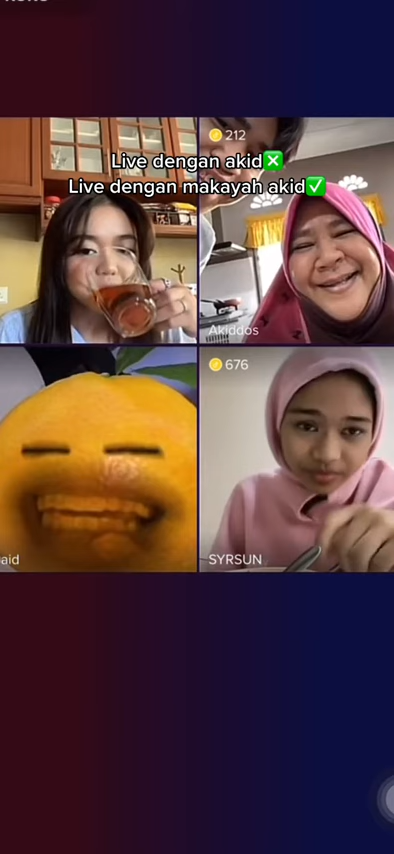 212
Live dengan akid❎
Live dengan makayah akid✅
Akiddos
676
aid
SYRSUN